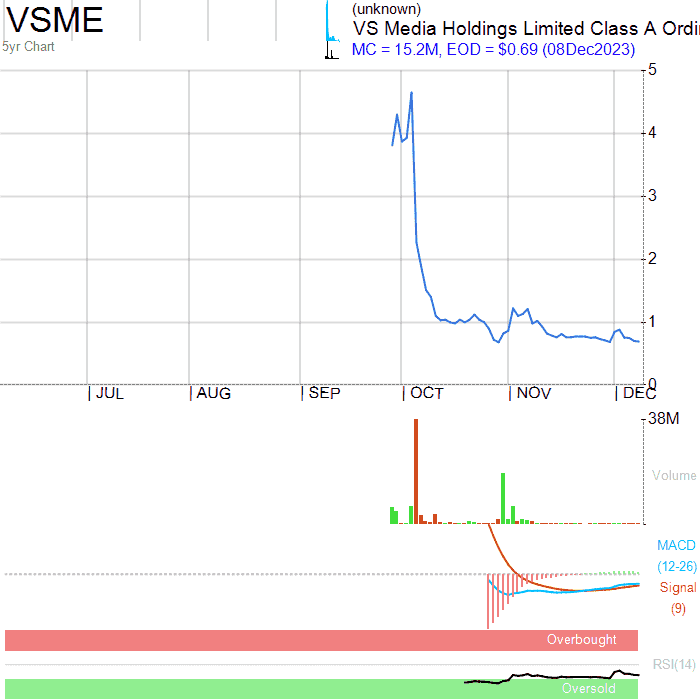 VSME
(unknown)
VS Media Holdings Limited Class A Ordi
5yr Chart
MC = 15.2M, EOD = $0.69 (08Dec2023)
5
4
3
2
1
0
JUL AUG SEP OCT NOV DEC
38M
Volume
MACD
(12-26)
Signal
(9)
Overbought
RSI(14)
Oversold